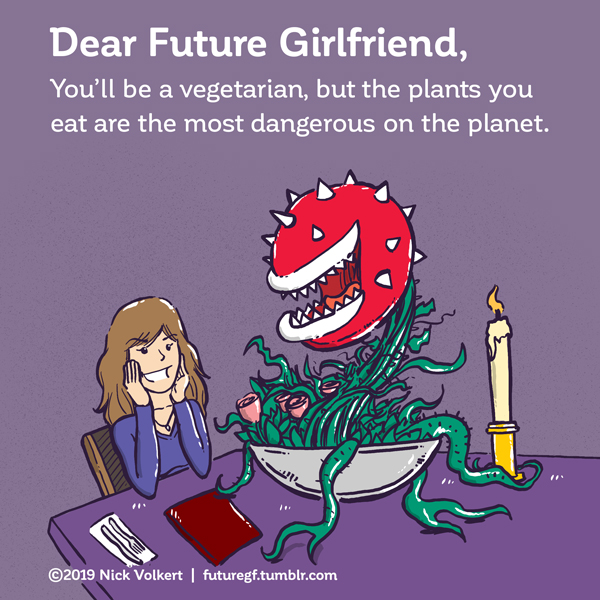 Dear Future Girlfriend,
You'll be a vegetarian, but the plants you
eat are the most dangerous on the planet.
©2019 Nick Volkert | futuregf.tumblr.com